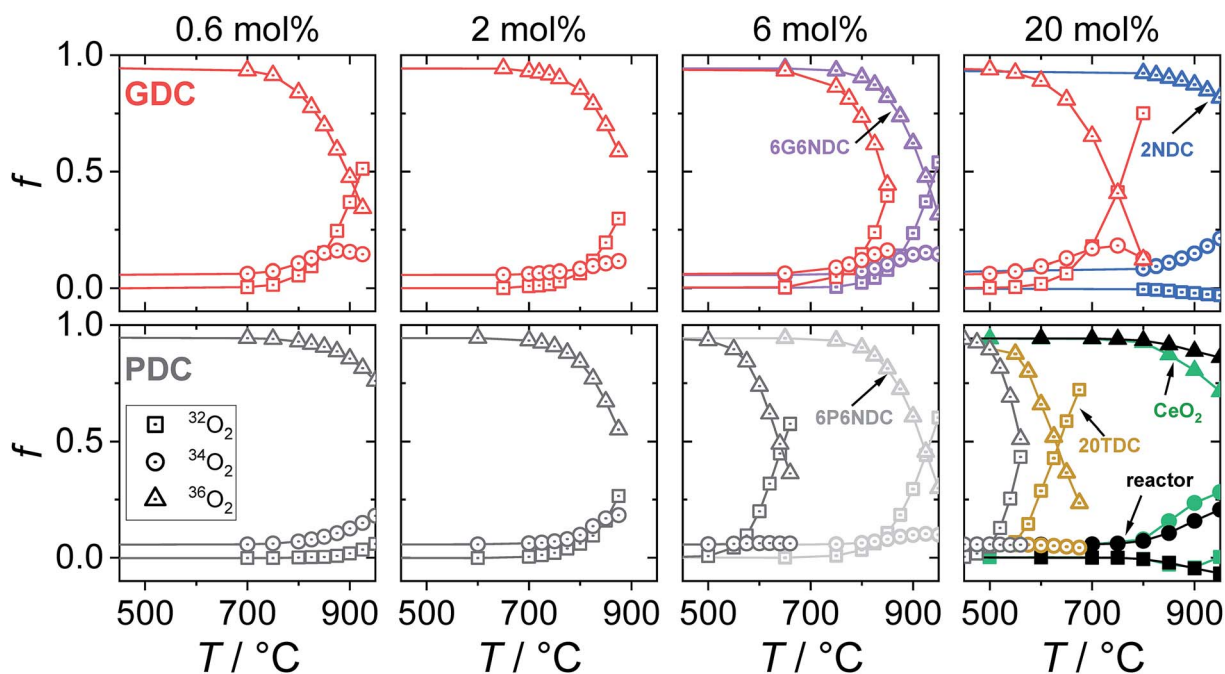 0.6 mol% 2 mol% 6 mol% 20 mol%
1.0
GDC
0.5
f
0.0
6G6NDC
2NDC
1.0
PDC
0.5
f
0.0
³²O₂
³⁴O₂
³⁶O₂
6P6NDC
CeO₂
20TDC
reactor
500 700 900 500 700 900 500 700 900 500 700 900
T / °C T / °C T / °C T / °C